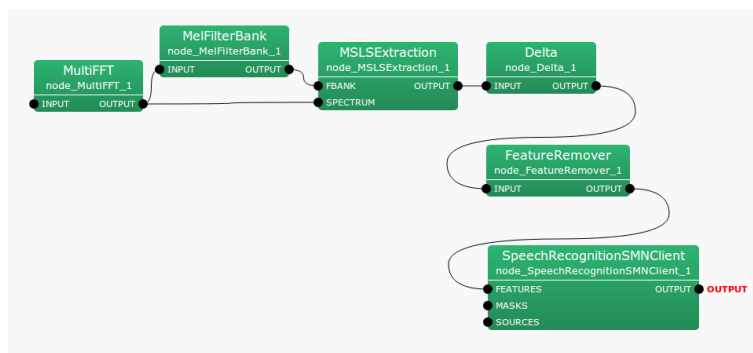 MelFilterBank
node_MelFilterBank_1
INPUT OUTPUT
MultiFFT
node_MultiFFT_1
INPUT OUTPUT
MSLSExtraction
node_MSLSExtraction_1
FBANK OUTPUT
SPECTRUM
Delta
node_Delta_1
INPUT OUTPUT
FeatureRemover
node_FeatureRemover_1
INPUT OUTPUT
SpeechRecognitionSMNClient
node_SpeechRecognitionSMNClient_1
FEATURES OUTPUT OUTPUT
MASKS
SOURCES